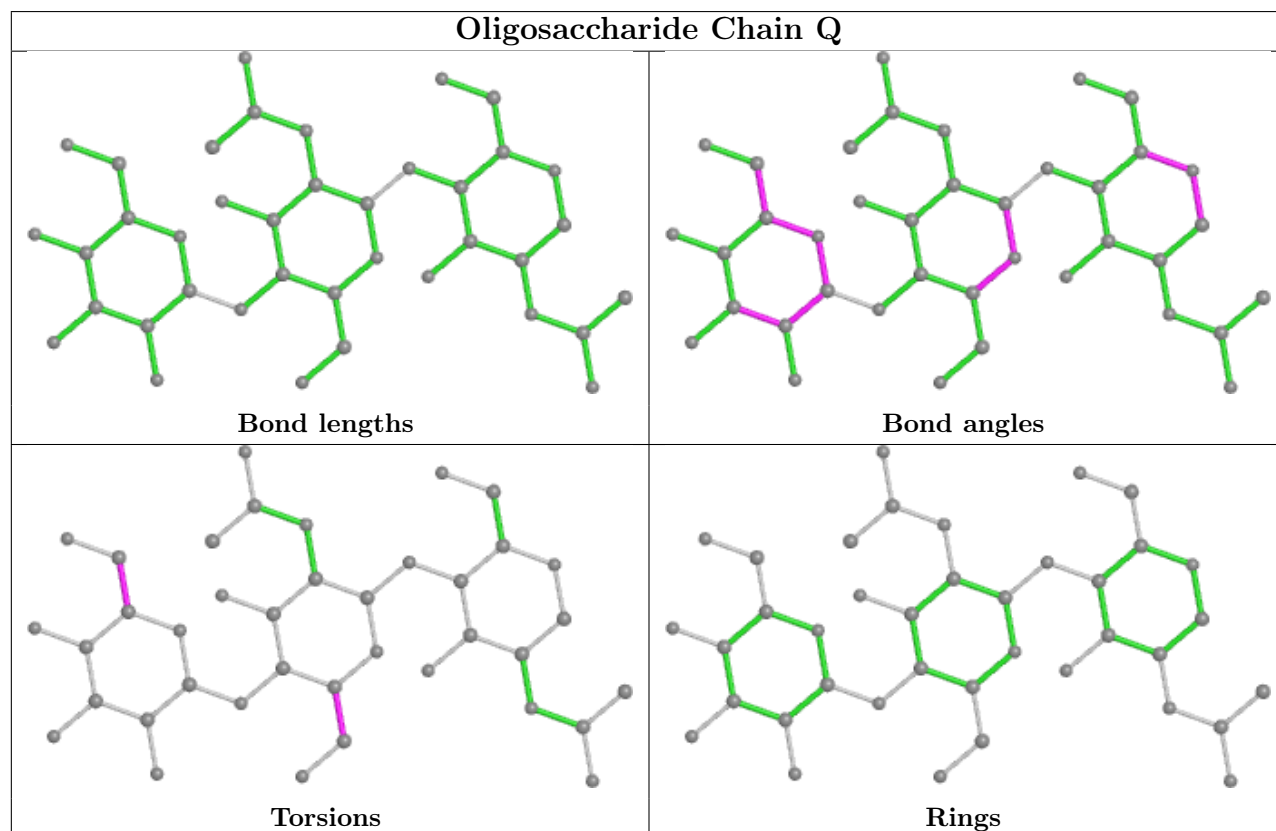 Oligosaccharide Chain Q
Bond lengths
Bond angles
Torsions
Rings